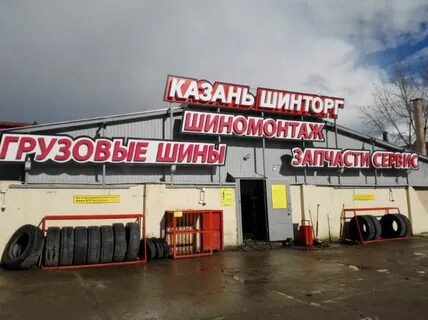 КАЗАНЬ ШИНТОРГ
ШИНОМОНТАЖ
ГРУЗОВЫЕ ШИНЫ
ЗАПЧАСТИ СЕРВИС